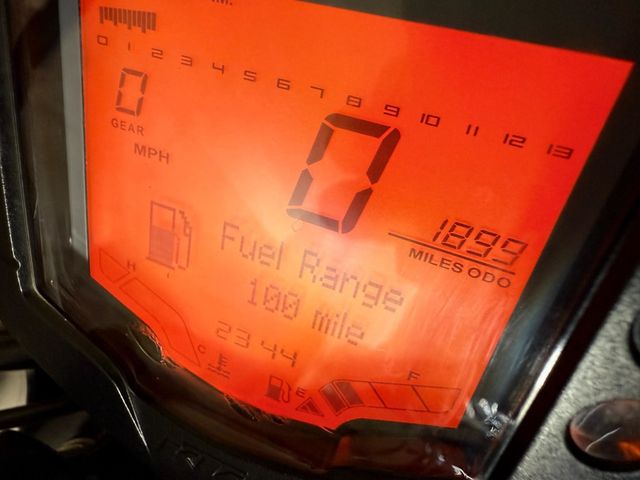 0 1 2 3 4 5 6 7 8 9 10 11 12 13
0
GEAR
MPH
0
1899
MILES ODO
Fuel Range
100 mile
23 44
H
C
E F